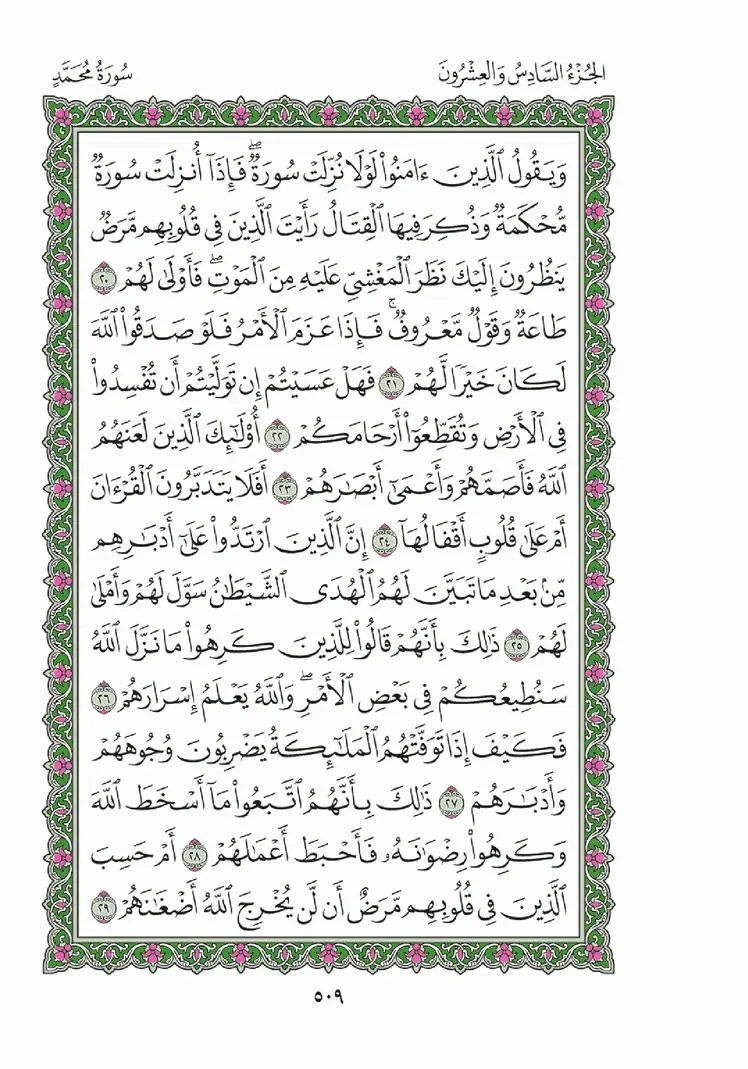 الجُزْءُ السَّادِسُ وَالعِشْرُونَ
سُورَةُ مُحَمَّدٍ
وَيَقُولُ ٱلَّذِينَ ءَامَنُواْ لَوۡلَا نُزِّلَتۡ سُورَةٞۖ فَإِذَآ أُنزِلَتۡ سُورَةٞ
مُّحۡكَمَةٞ وَذُكِرَ فِيهَا ٱلۡقِتَالُ رَأَيۡتَ ٱلَّذِينَ فِي قُلُوبِهِم مَّرَضٞ
يَنظُرُونَ إِلَيۡكَ نَظَرَ ٱلۡمَغۡشِيِّ عَلَيۡهِ مِنَ ٱلۡمَوۡتِۖ فَأَوۡلَىٰ لَهُمۡ ٢٠
طَاعَةٞ وَقَوۡلٞ مَّعۡرُوفٞۚ فَإِذَا عَزَمَ ٱلۡأَمۡرُ فَلَوۡ صَدَقُواْ ٱللَّهَ
لَكَانَ خَيۡرٗا لَّهُمۡ ٢١ فَهَلۡ عَسَيۡتُمۡ إِن تَوَلَّيۡتُمۡ أَن تُفۡسِدُواْ
فِي ٱلۡأَرۡضِ وَتُقَطِّعُوٓاْ أَرۡحَامَكُمۡ ٢٢ أُوْلَٰٓئِكَ ٱلَّذِينَ لَعَنَهُمُ
ٱللَّهُ فَأَصَمَّهُمۡ وَأَعۡمَىٰٓ أَبۡصَٰرَهُمۡ ٢٣ أَفَلَا يَتَدَبَّرُونَ ٱلۡقُرۡءَانَ
أَمۡ عَلَىٰ قُلُوبٍ أَقۡفَالُهَآ ٢٤ إِنَّ ٱلَّذِينَ ٱرۡتَدُّواْ عَلَىٰٓ أَدۡبَٰرِهِم
مِّنۢ بَعۡدِ مَا تَبَيَّنَ لَهُمُ ٱلۡهُدَى ٱلشَّيۡطَٰنُ سَوَّلَ لَهُمۡ وَأَمۡلَىٰ
لَهُمۡ ٢٥ ذَٰلِكَ بِأَنَّهُمۡ قَالُواْ لِلَّذِينَ كَرِهُواْ مَا نَزَّلَ ٱللَّهُ
سَنُطِيعُكُمۡ فِي بَعۡضِ ٱلۡأَمۡرِۖ وَٱللَّهُ يَعۡلَمُ إِسۡرَارَهُمۡ ٢٦
فَكَيۡفَ إِذَا تَوَفَّتۡهُمُ ٱلۡمَلَٰٓئِكَةُ يَضۡرِبُونَ وُجُوهَهُمۡ
وَأَدۡبَٰرَهُمۡ ٢٧ ذَٰلِكَ بِأَنَّهُمُ ٱتَّبَعُواْ مَآ أَسۡخَطَ ٱللَّهَ
وَكَرِهُواْ رِضۡوَٰنَهُۥ فَأَحۡبَطَ أَعۡمَٰلَهُمۡ ٢٨ أَمۡ حَسِبَ
ٱلَّذِينَ فِي قُلُوبِهِم مَّرَضٌ أَن لَّن يُخۡرِجَ ٱللَّهُ أَضۡغَٰنَهُمۡ ٢٩
٥٠٩